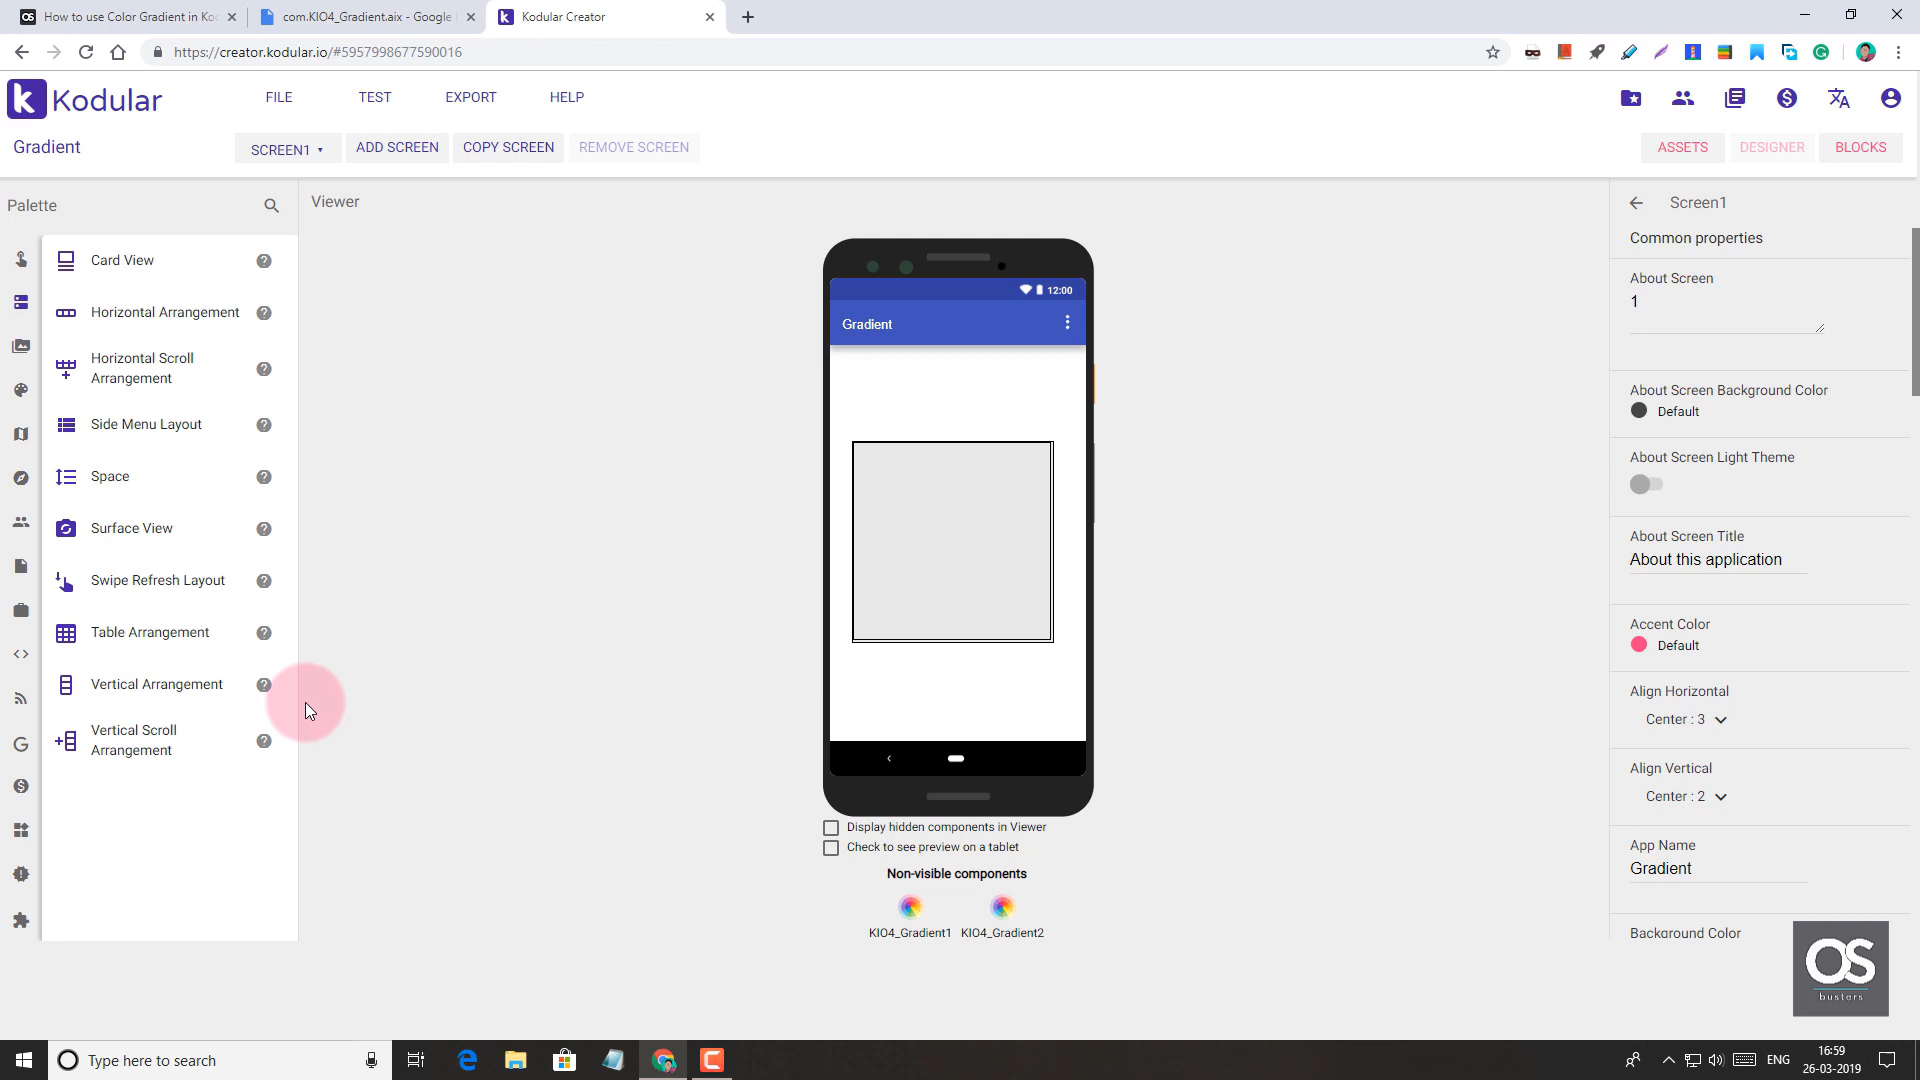 How to use Color Gradient in Ko
com.KIO4_Gradient.aix - Google
Kodular Creator
https://creator.kodular.io/#5957998677590016
Kodular
FILE
TEST
EXPORT
HELP
Gradient
SCREEN1
ADD SCREEN
COPY SCREEN
REMOVE SCREEN
ASSETS
DESIGNER
BLOCKS
Palette
Viewer
Screen1
Card View
Horizontal Arrangement
Horizontal Scroll
Arrangement
Side Menu Layout
Space
Surface View
Swipe Refresh Layout
Table Arrangement
Vertical Arrangement
Vertical Scroll
Arrangement
12:00
Gradient
Display hidden components in Viewer
Check to see preview on a tablet
Non-visible components
KIO4_Gradient1 KIO4_Gradient2
Common properties
About Screen
1
About Screen Background Color
Default
About Screen Light Theme
About Screen Title
About this application
Accent Color
Default
Align Horizontal
Center : 3
Align Vertical
Center : 2
App Name
Gradient
Background Color
OS
busters
Type here to search
ENG
16:59
26-03-2019